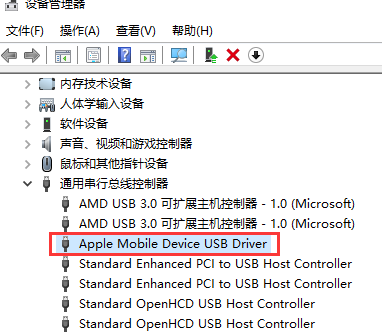 设备管理器
文件(F) 操作(A) 查看(V) 帮助(H)
内存技术设备
人体学输入设备
软件设备
声音、视频和游戏控制器
鼠标和其他指针设备
通用串行总线控制器
AMD USB 3.0 可扩展主机控制器 - 1.0 (Microsoft)
AMD USB 3.0 可扩展主机控制器 - 1.0 (Microsoft)
Apple Mobile Device USB Driver
Standard Enhanced PCI to USB Host Controller
Standard Enhanced PCI to USB Host Controller
Standard OpenHCD USB Host Controller
Standard OpenHCD USB Host Controller